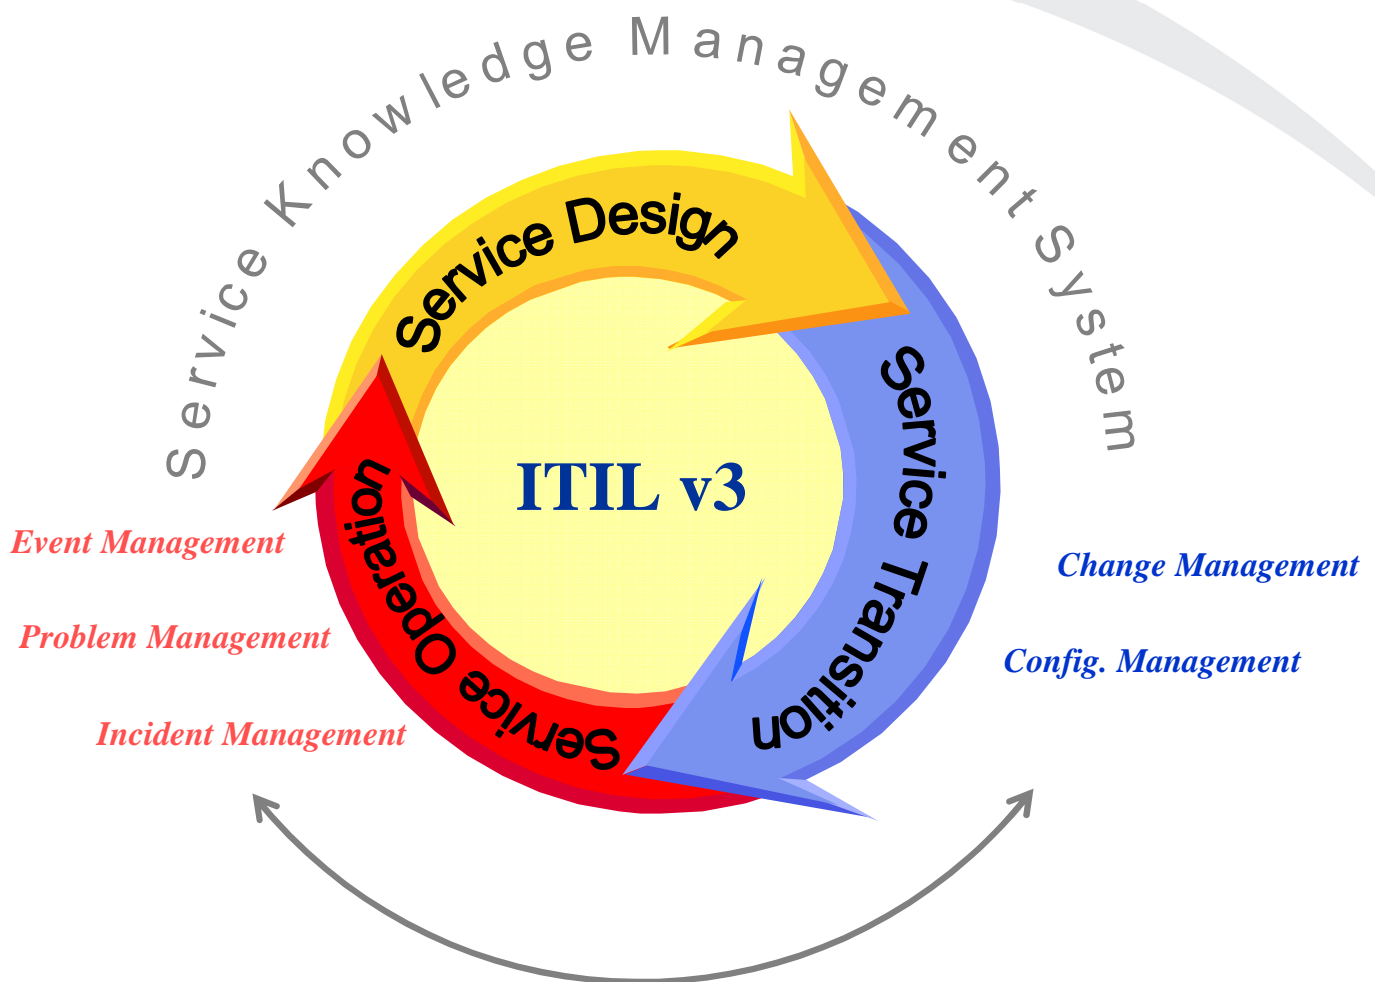 Service Knowledge Management System
Service Design
Service Transition
Service Operation
ITIL v3
Event Management
Problem Management
Incident Management
Change Management
Config. Management